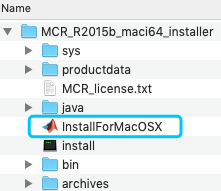 Name
MCR_R2015b_maci64_installer
sys
productdata
MCR_license.txt
java
InstallForMacOSX
install
bin
archives